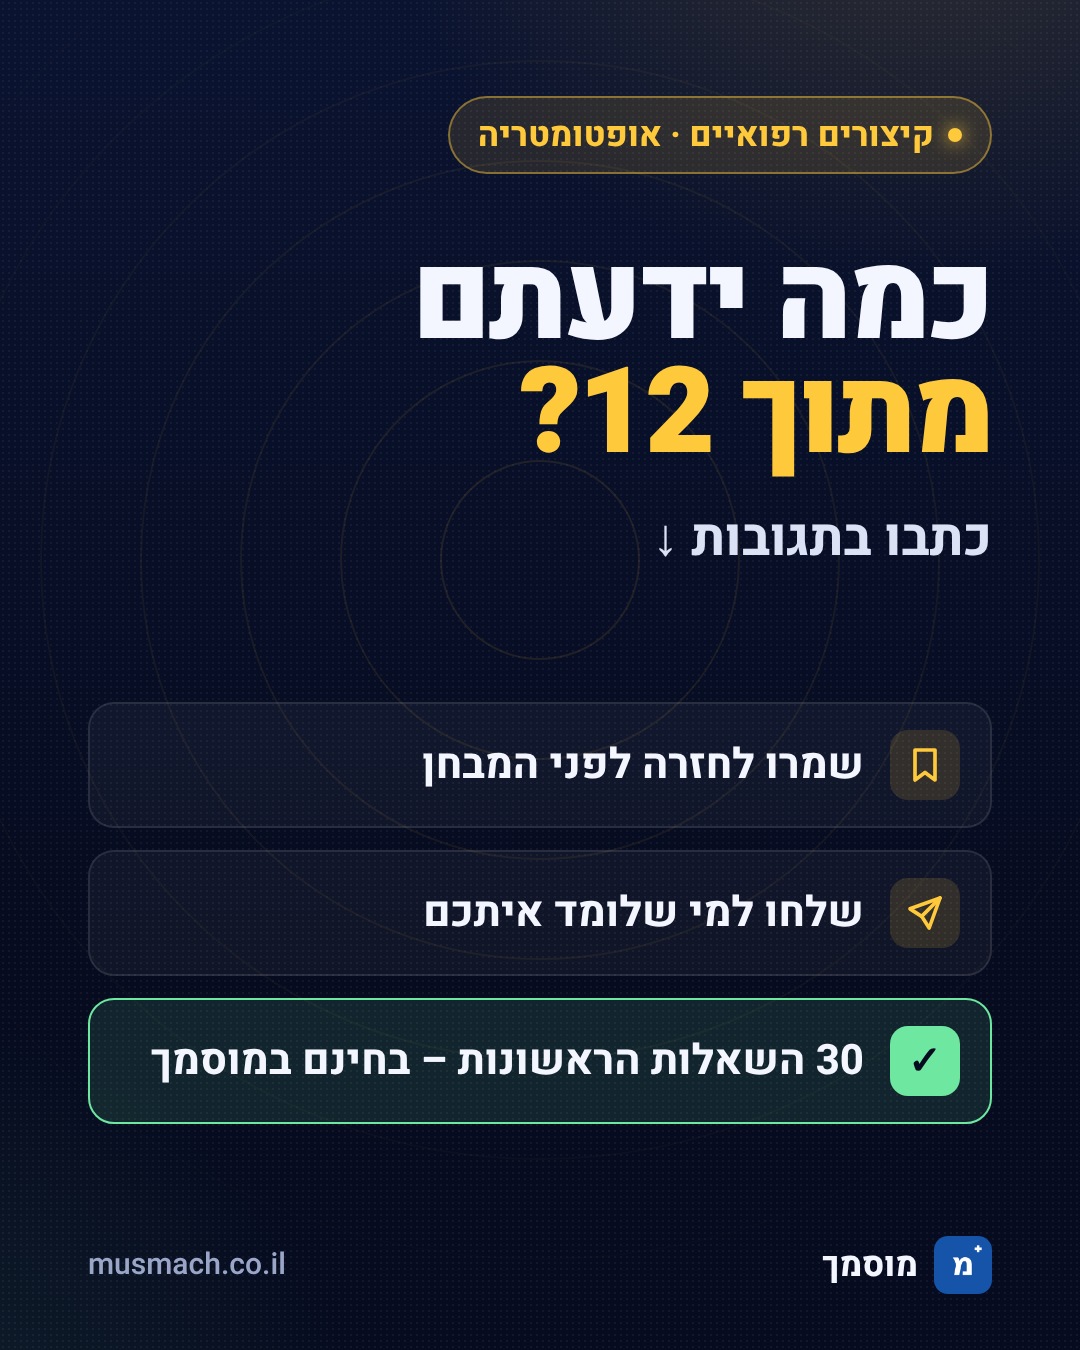 קיצורים רפואיים · אופטומטריה
כמה ידעתם
מתוך 12?
כתבו בתגובות ↓
שמרו לחזרה לפני המבחן
שלחו למי שלומד איתכם
✓ 30 השאלות הראשונות – בחינם במוסמך
מ מוסמך
musmach.co.il